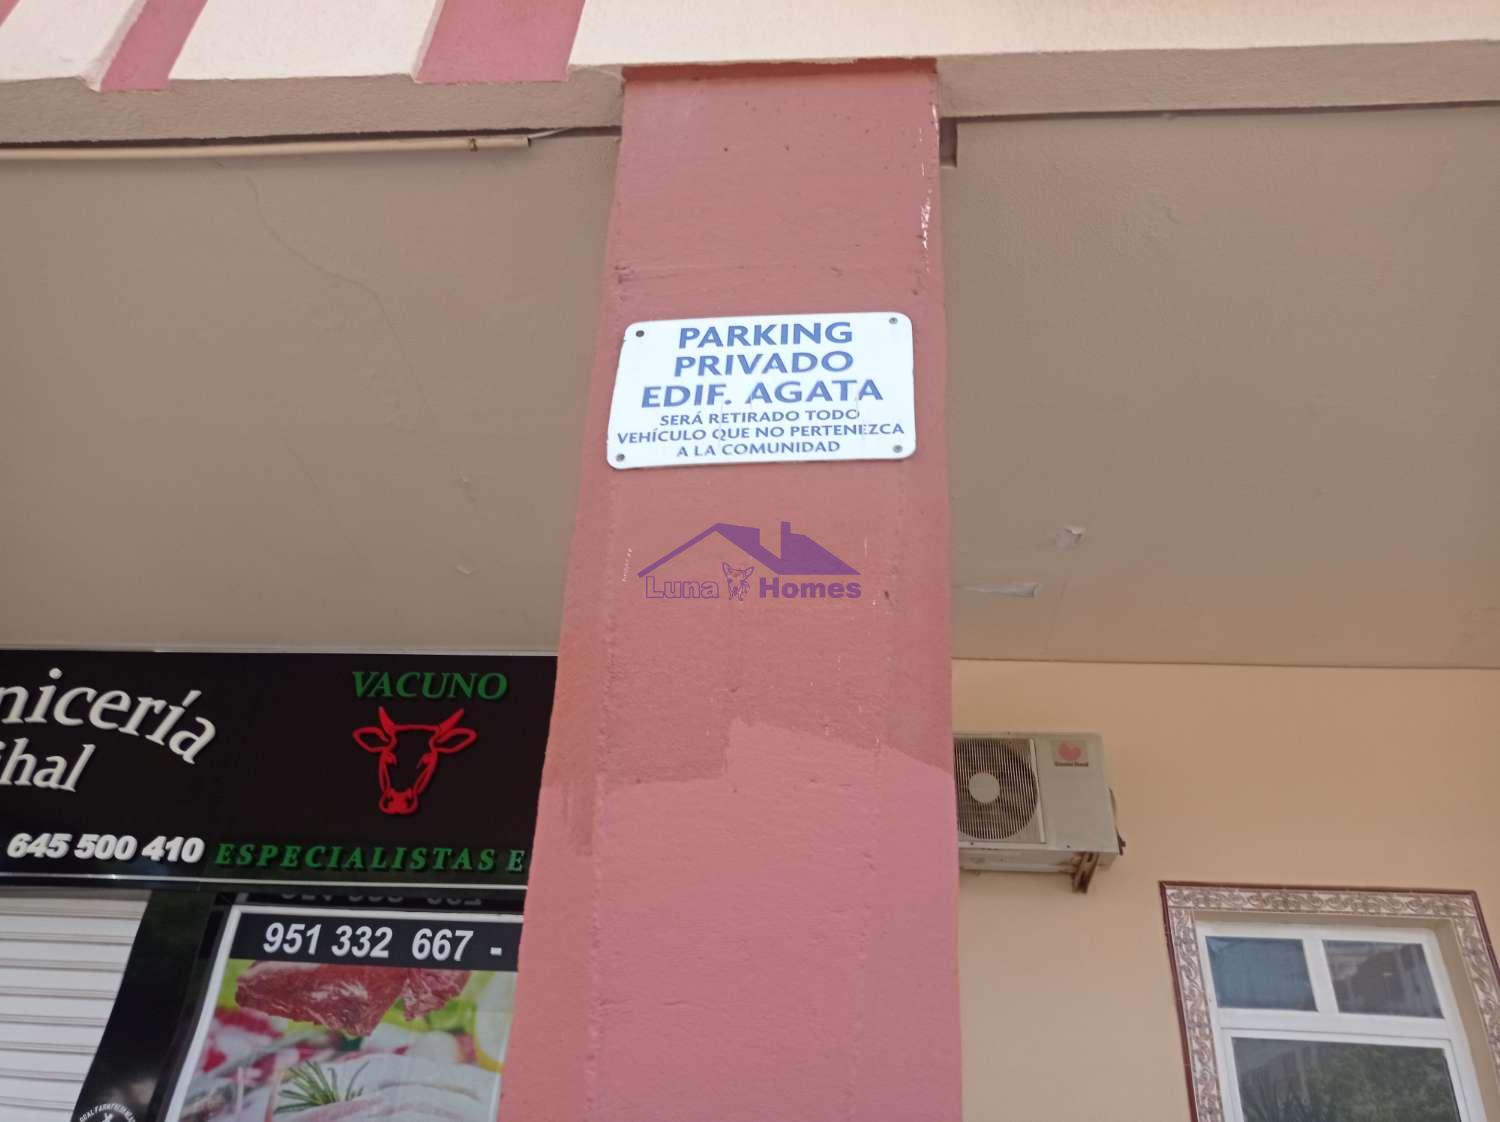 PARKING
PRIVADO
EDIF. AGATA
SERÁ RETIRADO TODO
VEHÍCULO QUE NO PERTENEZCA
A LA COMUNIDAD
Luna Homes
nicería
ihal
VACUNO
645 500 410
ESPECIALISTAS E
951 332 667 -